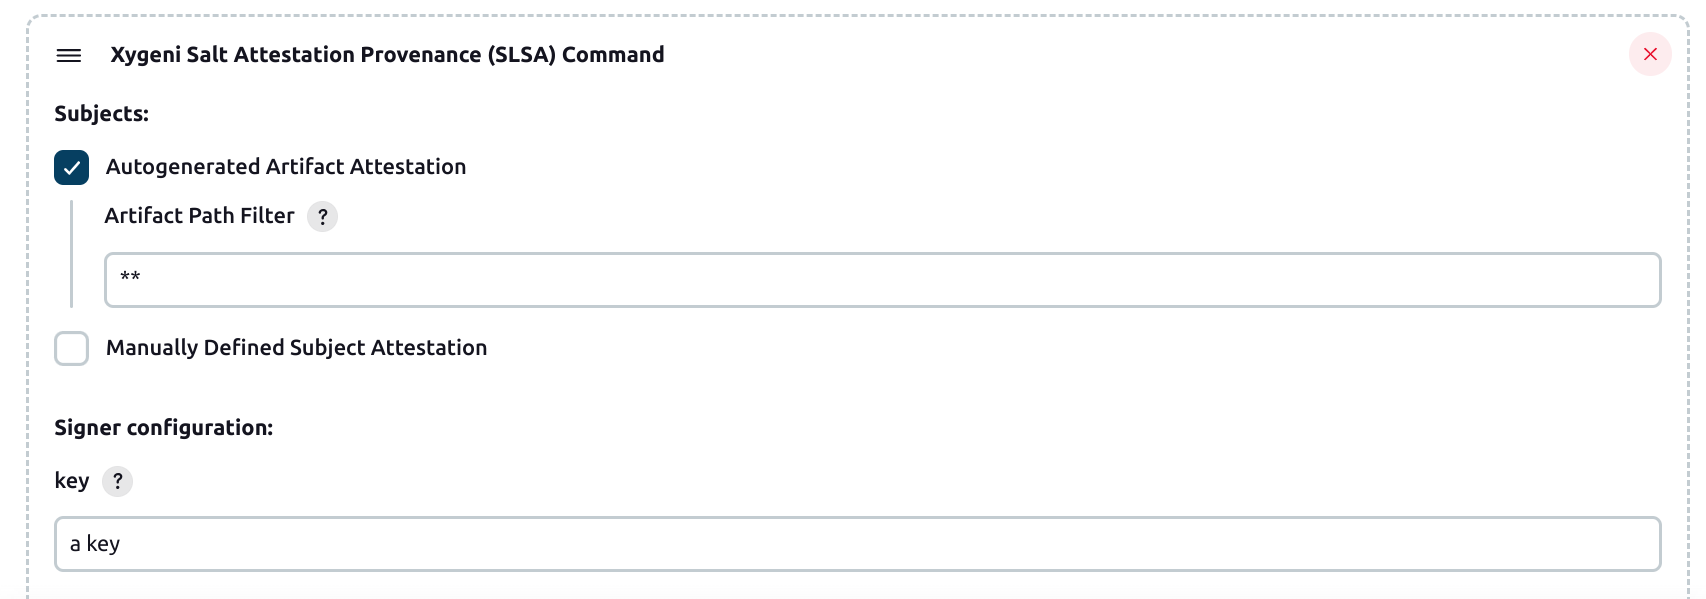 Xygeni Salt Attestation Provenance (SLSA) Command
Subjects:
Autogenerated Artifact Attestation
Artifact Path Filter ?
**
Manually Defined Subject Attestation
Signer configuration:
key ?
a key